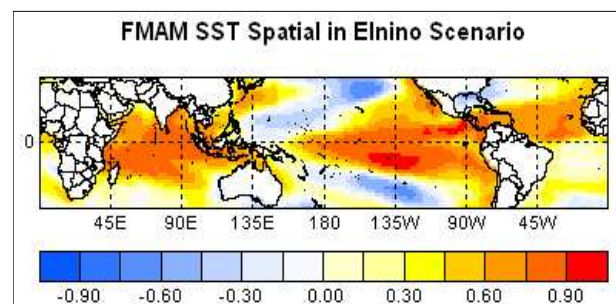 FMAM SST Spatial in Elnino Scenario
0
45E 90E 135E 180 135W 90W 45W
-0.90 -0.60 -0.30 0.00 0.30 0.60 0.90